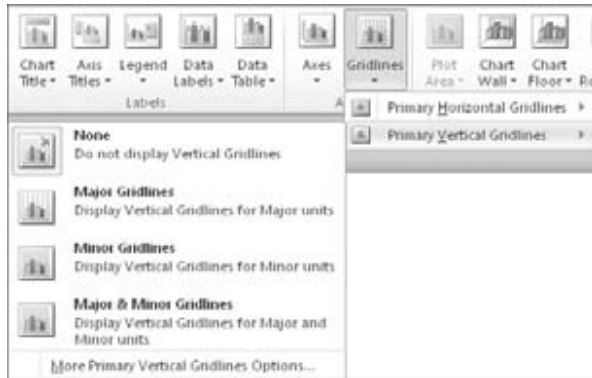 Chart Title
Axis Titles
Legend
Data Labels
Data Table
Axes
Gridlines
Plot Area
Chart Wall
Chart Floor
Labels
Primary Horizontal Gridlines
Primary Vertical Gridlines
None
Do not display Vertical Gridlines
Major Gridlines
Display Vertical Gridlines for Major units
Minor Gridlines
Display Vertical Gridlines for Minor units
Major & Minor Gridlines
Display Vertical Gridlines for Major and
Minor units
More Primary Vertical Gridlines Options...